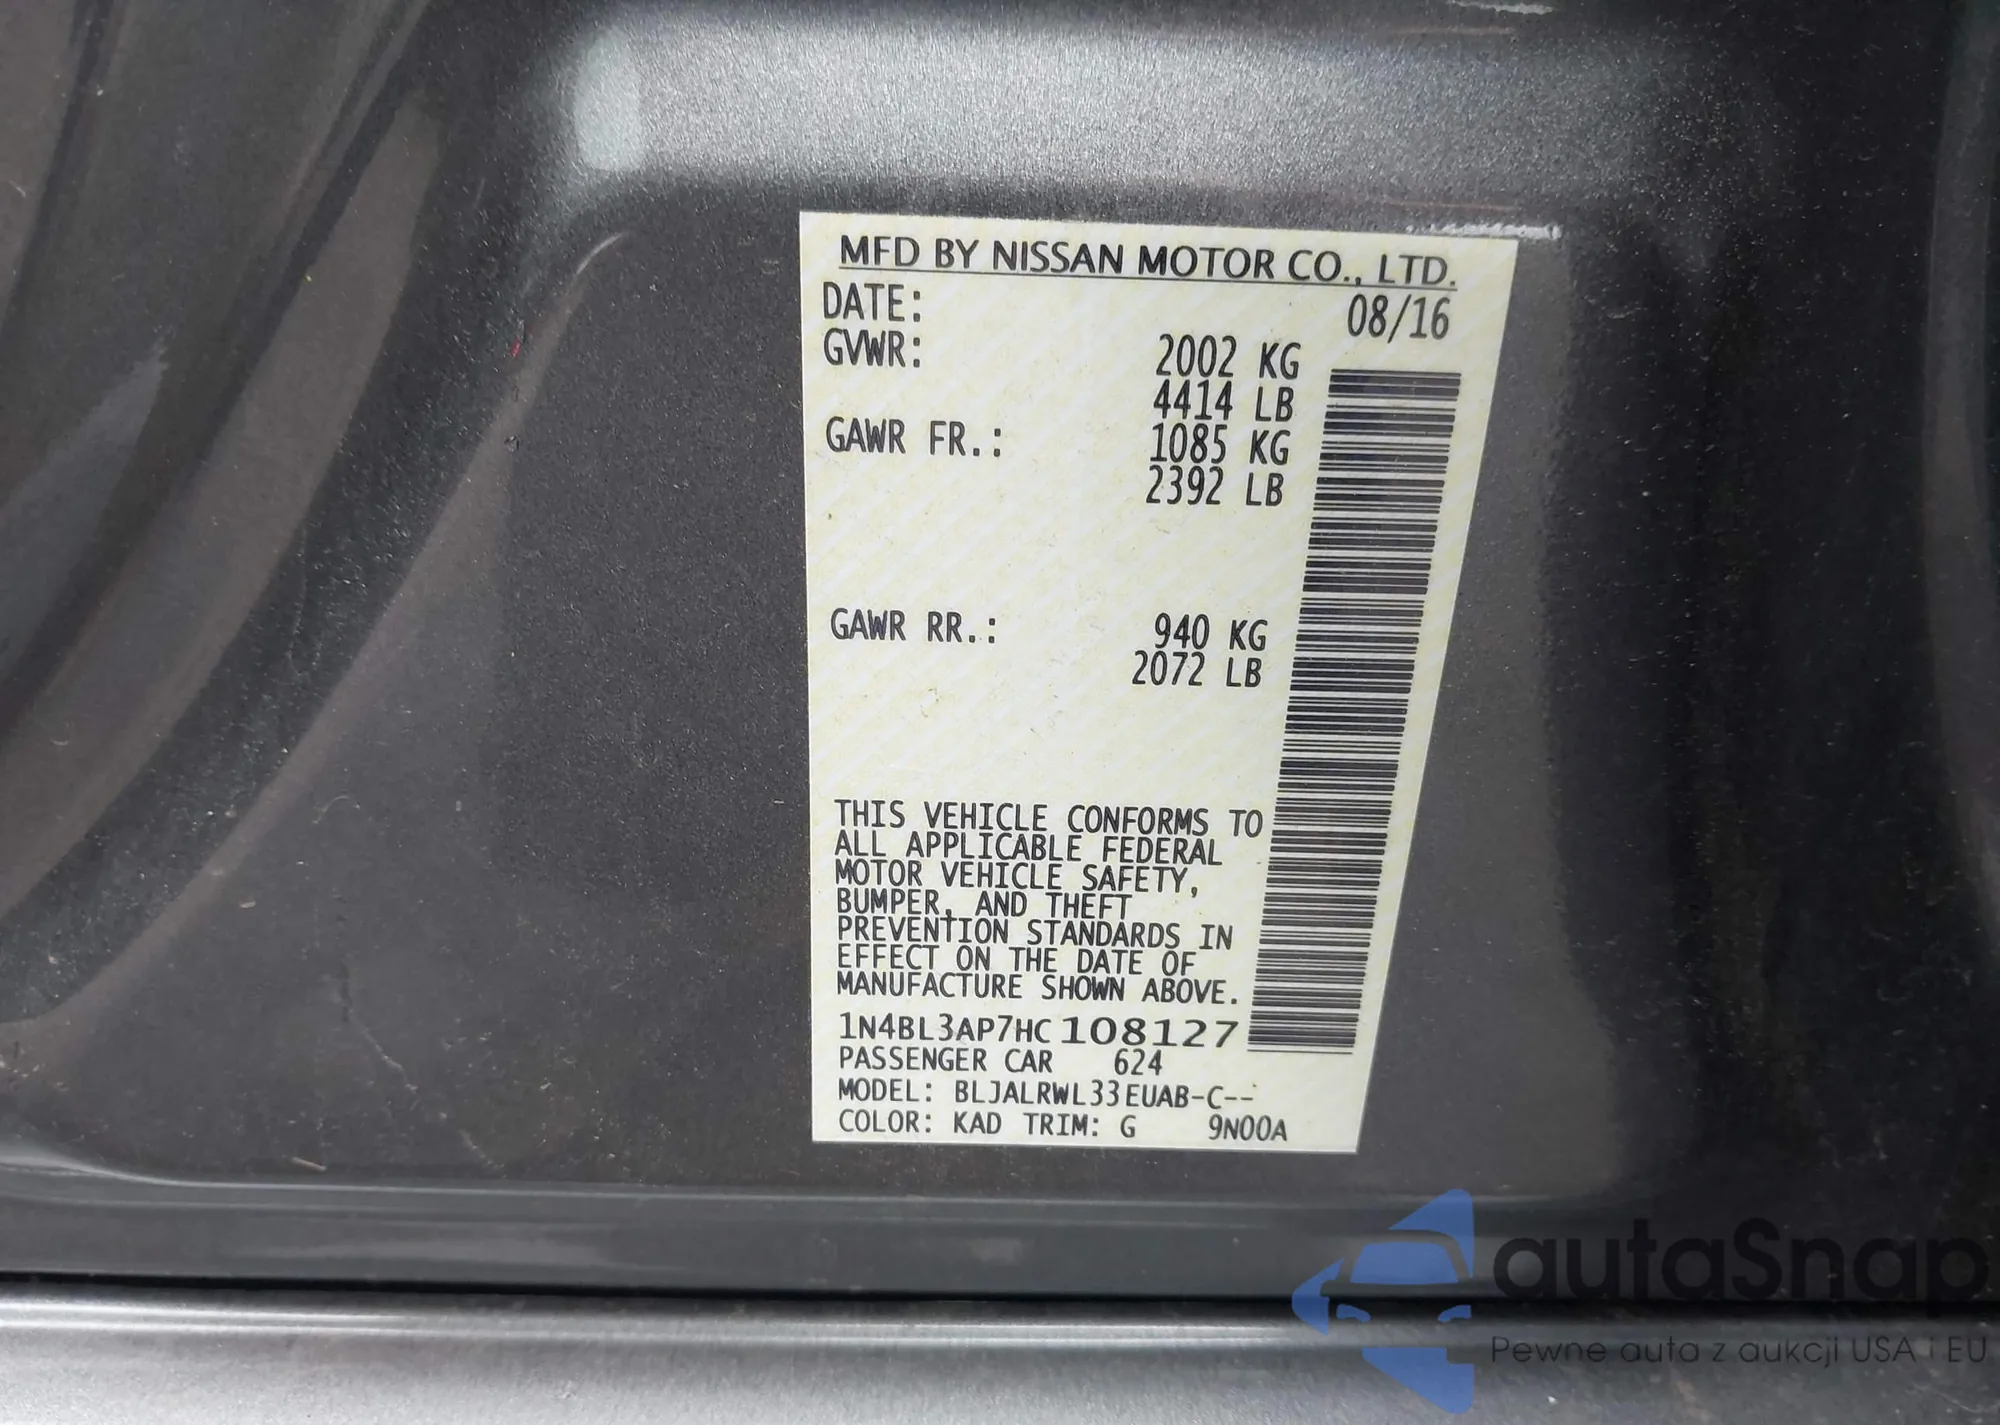 MFD BY NISSAN MOTOR CO., LTD.
DATE: 08/16
GVWR: 2002 KG
4414 LB
GAWR FR.: 1085 KG
2392 LB
GAWR RR.: 940 KG
2072 LB
THIS VEHICLE CONFORMS TO
ALL APPLICABLE FEDERAL
MOTOR VEHICLE SAFETY,
BUMPER, AND THEFT
PREVENTION STANDARDS IN
EFFECT ON THE DATE OF
MANUFACTURE SHOWN ABOVE.
1N4BL3AP7HC108127
PASSENGER CAR 624
MODEL: BLJALRWL33EUAB-C--
COLOR: KAD TRIM: G 9N00A
autaSnap
Pewne auta z aukcji USA i EU